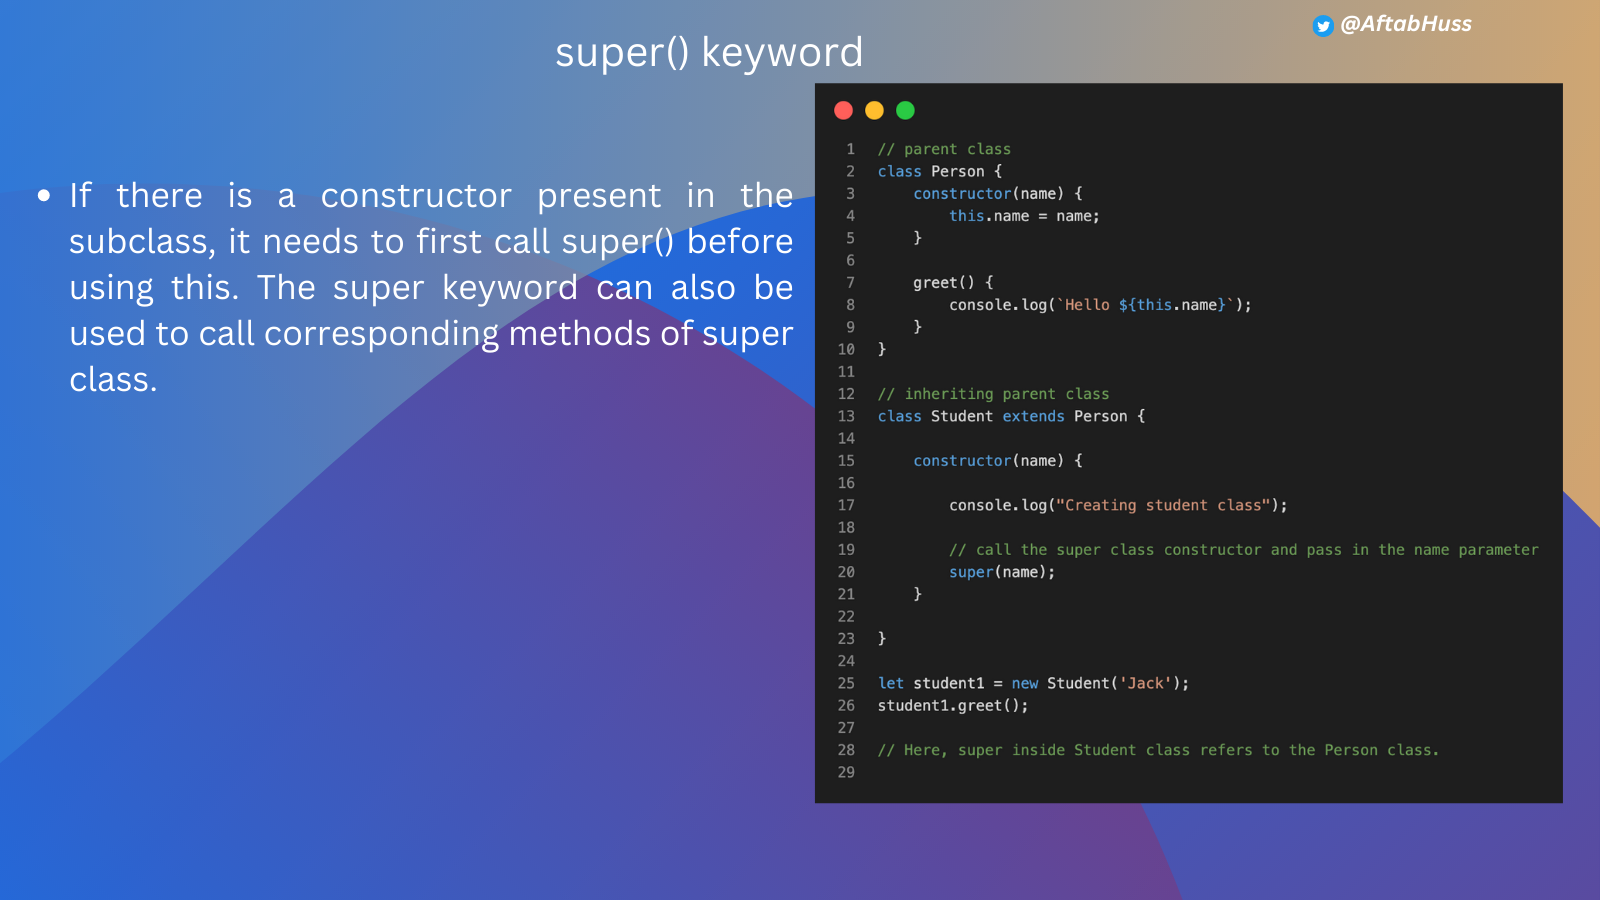 @AftabHuss
super() keyword
• If there is a constructor present in the
subclass, it needs to first call super() before
using this. The super keyword can also be
used to call corresponding methods of super
class.
1 // parent class
2 class Person {
3     constructor(name) {
4         this.name = name;
5     }
6
7     greet() {
8         console.log(`Hello ${this.name}`);
9     }
10 }
11
12 // inheriting parent class
13 class Student extends Person {
14
15     constructor(name) {
16
17         console.log("Creating student class");
18
19         // call the super class constructor and pass in the name parameter
20         super(name);
21     }
22
23 }
24
25 let student1 = new Student('Jack');
26 student1.greet();
27
28 // Here, super inside Student class refers to the Person class.
29